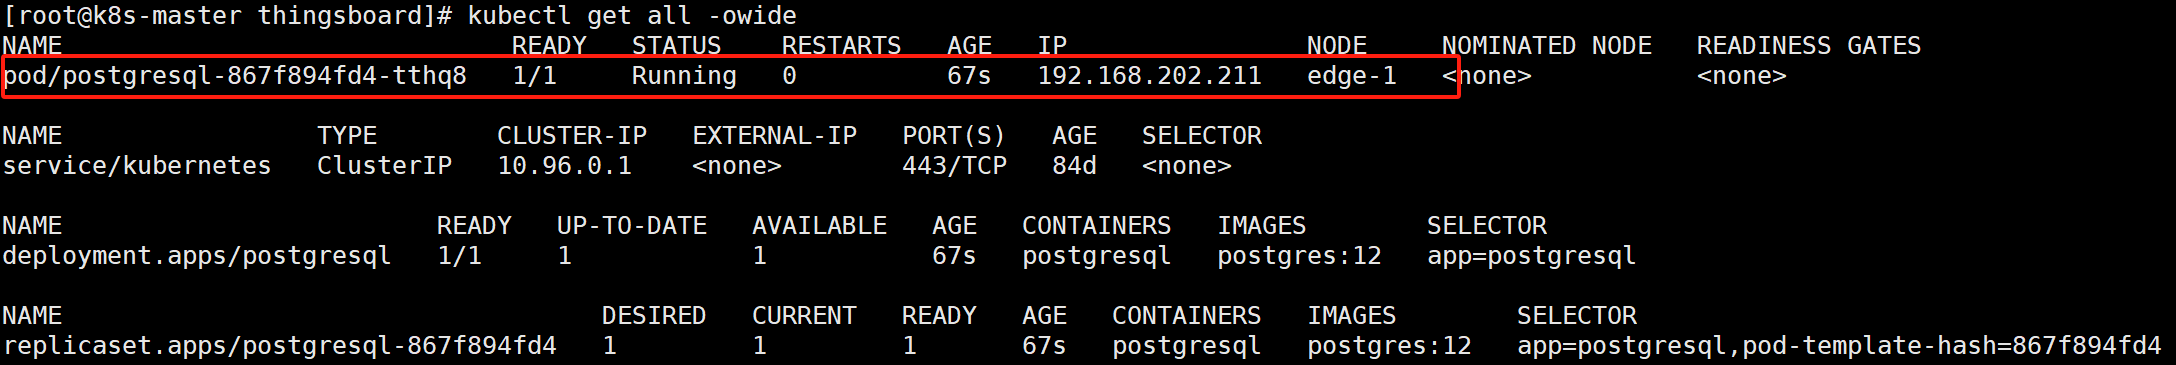 [root@k8s-master thingsboard]# kubectl get all -owide
NAME                              READY   STATUS    RESTARTS   AGE   IP                NODE     NOMINATED NODE   READINESS GATES
pod/postgresql-867f894fd4-tthq8   1/1     Running   0          67s   192.168.202.211   edge-1   <none>           <none>

NAME                 TYPE        CLUSTER-IP   EXTERNAL-IP   PORT(S)   AGE   SELECTOR
service/kubernetes   ClusterIP   10.96.0.1    <none>        443/TCP   84d   <none>

NAME                         READY   UP-TO-DATE   AVAILABLE   AGE   CONTAINERS   IMAGES        SELECTOR
deployment.apps/postgresql   1/1     1            1           67s   postgresql   postgres:12   app=postgresql

NAME                                    DESIRED   CURRENT   READY   AGE   CONTAINERS   IMAGES        SELECTOR
replicaset.apps/postgresql-867f894fd4   1         1         1       67s   postgresql   postgres:12   app=postgresql,pod-template-hash=867f894fd4